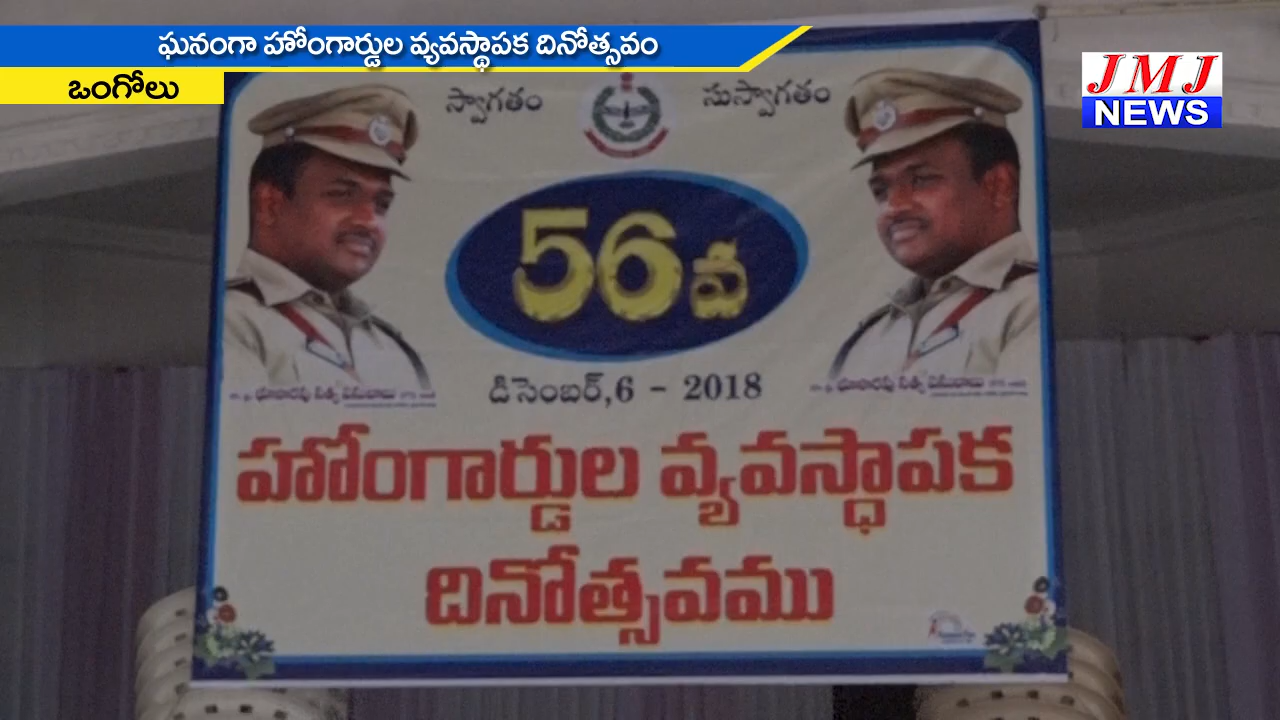 ఘనంగా హోంగార్డుల వ్యవస్థాపక దినోత్సవం
ఒంగోలు
JMJ
NEWS
స్వాగతం సుస్వాగతం
56వ
డిసెంబర్,6 - 2018
హోంగార్డుల వ్యవస్థాపక
దినోత్సవము